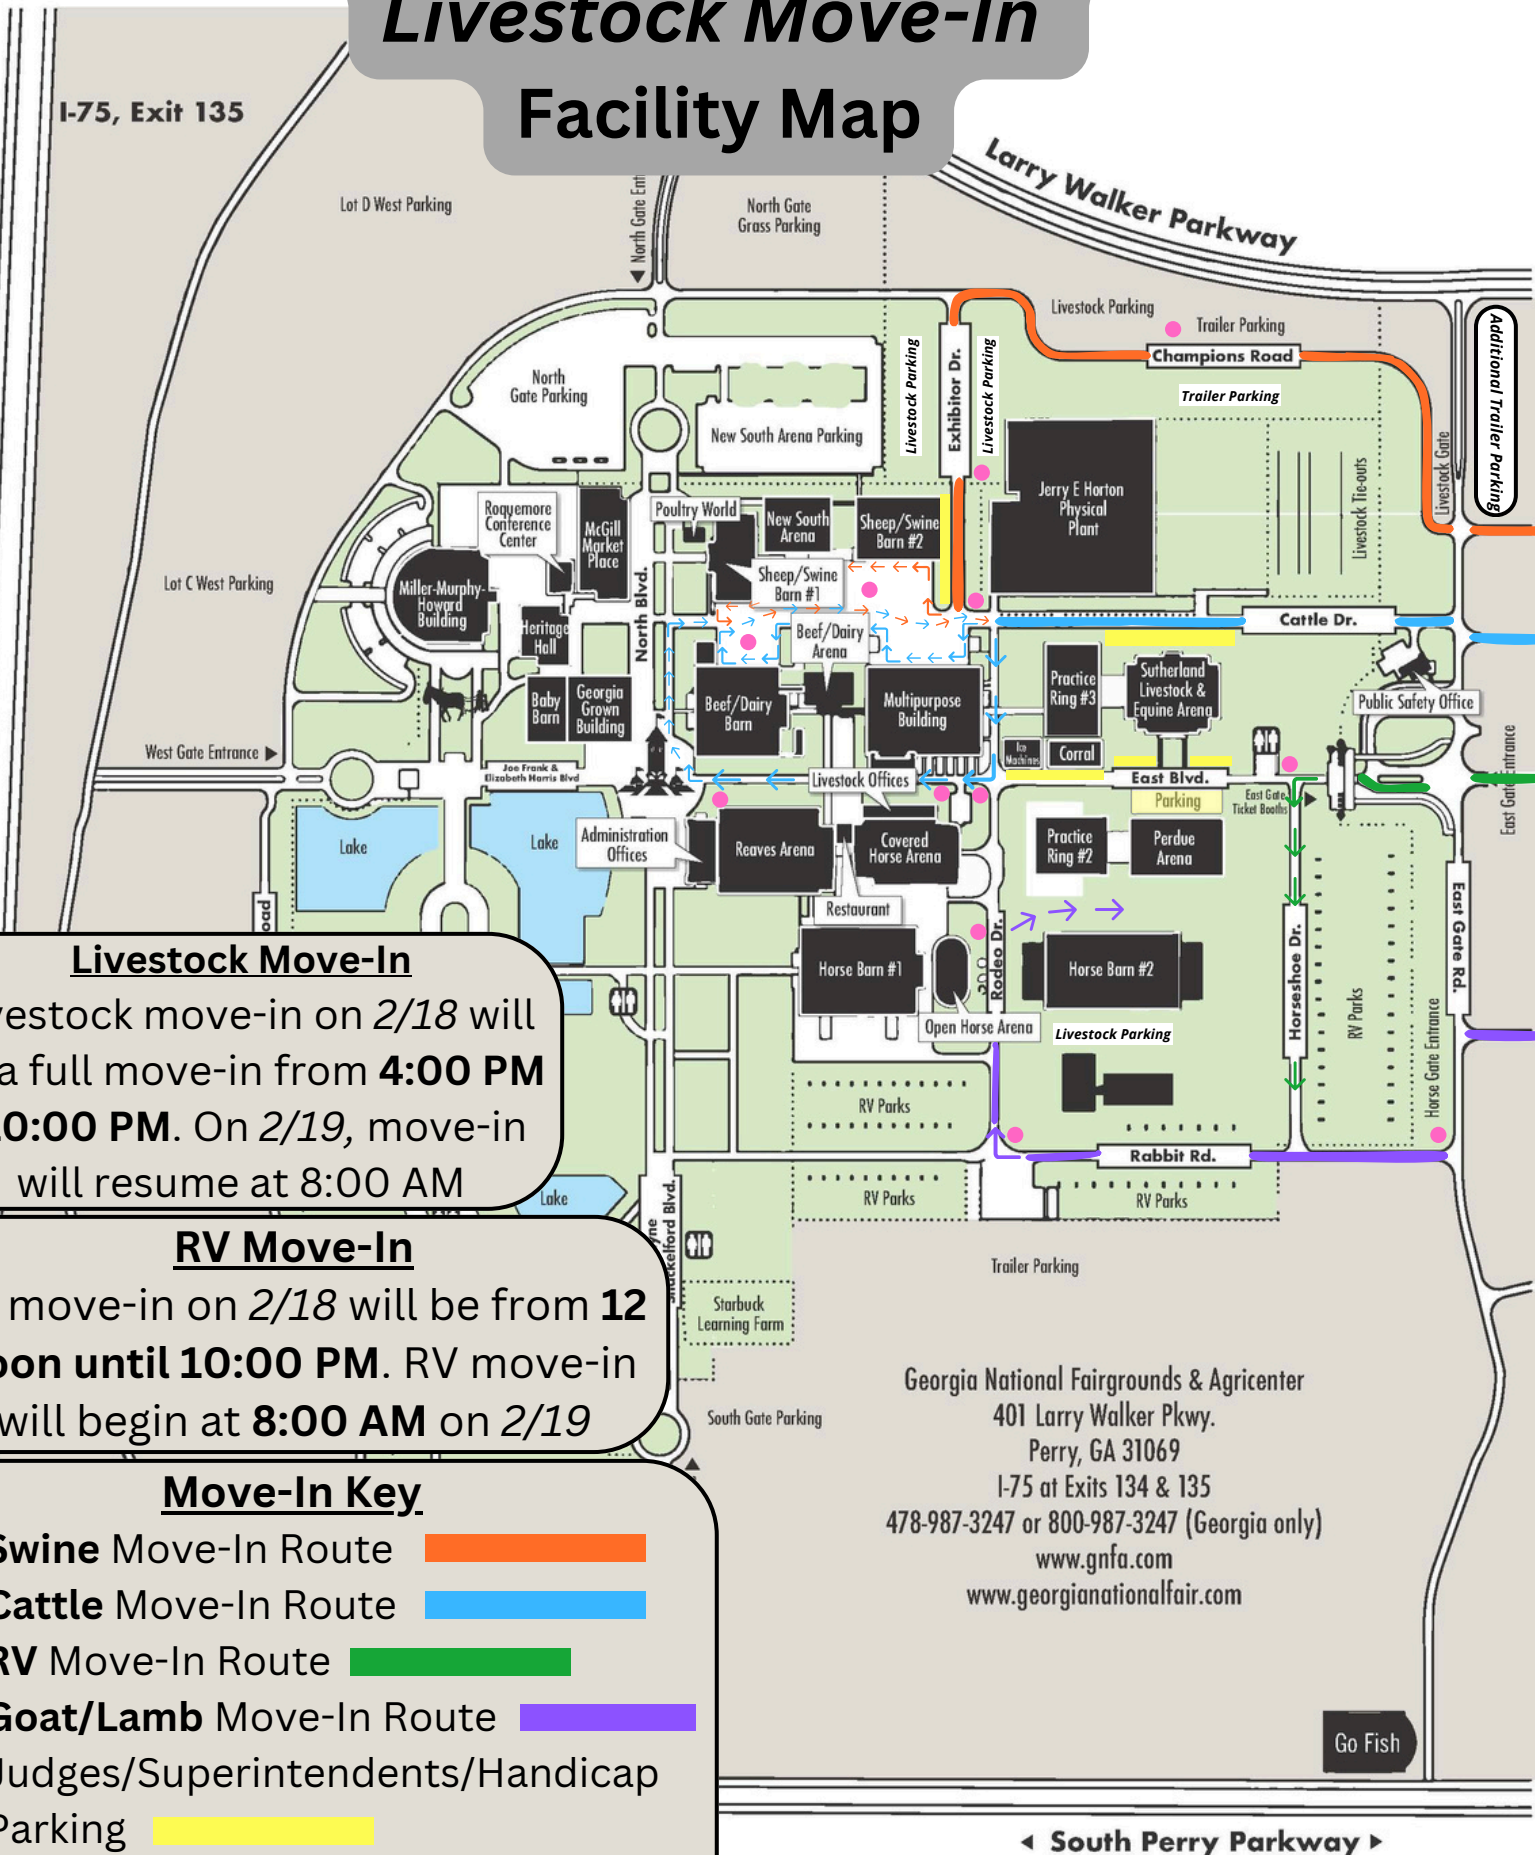 Livestock Move-In
Facility Map
I-75, Exit 135
Larry Walker Parkway
Lot D West Parking
North Gate
Grass Parking
North Gate
Livestock Parking
Trailer Parking
Champions Road
Trailer Parking
Additional Trailer Parking
Livestock Parking
Exhibitor Dr.
Livestock Parking
North
Gate Parking
New South Arena Parking
Livestock Gate
Livestock Tie-outs
Jerry E Horton
Physical
Plant
Roquemore
Conference
Center
McGill
Market
Place
Poultry World
New South
Arena
Sheep/Swine
Barn #2
Sheep/Swine
Barn #1
Lot C West Parking
Miller-Murphy-
Howard
Building
Heritage
Hall
North Blvd.
Beef/Dairy
Arena
Cattle Dr.
Baby
Barn
Georgia
Grown
Building
Beef/Dairy
Barn
Multipurpose
Building
Practice
Ring #3
Sutherland
Livestock &
Equine Arena
Public Safety Office
West Gate Entrance ▶
Joe Frank &
Elizabeth Harris Blvd
Livestock Offices
Ice
Machines
Corral
East Blvd.
Parking
East Gate
Ticket Booths
East Gate Entrance
Lake
Lake
Administration
Offices
Reaves Arena
Covered
Horse Arena
Practice
Ring #2
Perdue
Arena
Restaurant
oad
Horse Barn #1
Rodeo Dr.
Horse Barn #2
Horseshoe Dr.
East Gate Rd.
RV Parks
Horse Gate Entrance
Open Horse Arena
Livestock Parking
RV Parks
Rabbit Rd.
RV Parks
RV Parks
Lake
yne
Shackelford Blvd.
Trailer Parking
Starbuck
Learning Farm
South Gate Parking
Livestock Move-In
vestock move-in on 2/18 will
a full move-in from 4:00 PM
10:00 PM. On 2/19, move-in
will resume at 8:00 AM
RV Move-In
move-in on 2/18 will be from 12
oon until 10:00 PM. RV move-in
will begin at 8:00 AM on 2/19
Move-In Key
Swine Move-In Route
Cattle Move-In Route
RV Move-In Route
Goat/Lamb Move-In Route
Judges/Superintendents/Handicap
Parking
Georgia National Fairgrounds & Agricenter
401 Larry Walker Pkwy.
Perry, GA 31069
I-75 at Exits 134 & 135
478-987-3247 or 800-987-3247 (Georgia only)
www.gnfa.com
www.georgianationalfair.com
Go Fish
◀ South Perry Parkway ▶